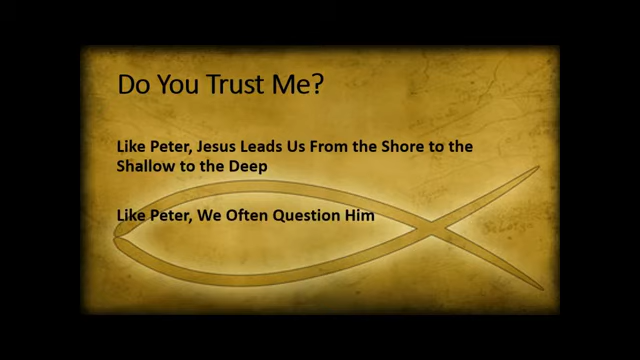 Do You Trust Me?
Like Peter, Jesus Leads Us From the Shore to the
Shallow to the Deep
Like Peter, We Often Question Him